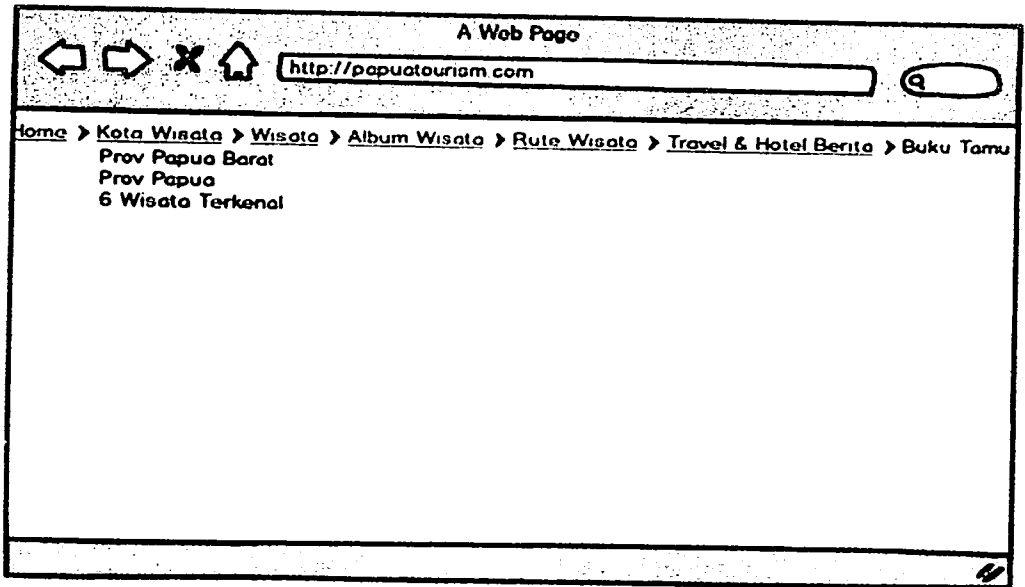 A Web Page
http://papuatourism.com
Home > Kota Wisata > Wisata > Album Wisata > Rute Wisata > Travel & Hotel Berita > Buku Tamu
Prov Papua Barat
Prov Papua
6 Wisata Terkenal